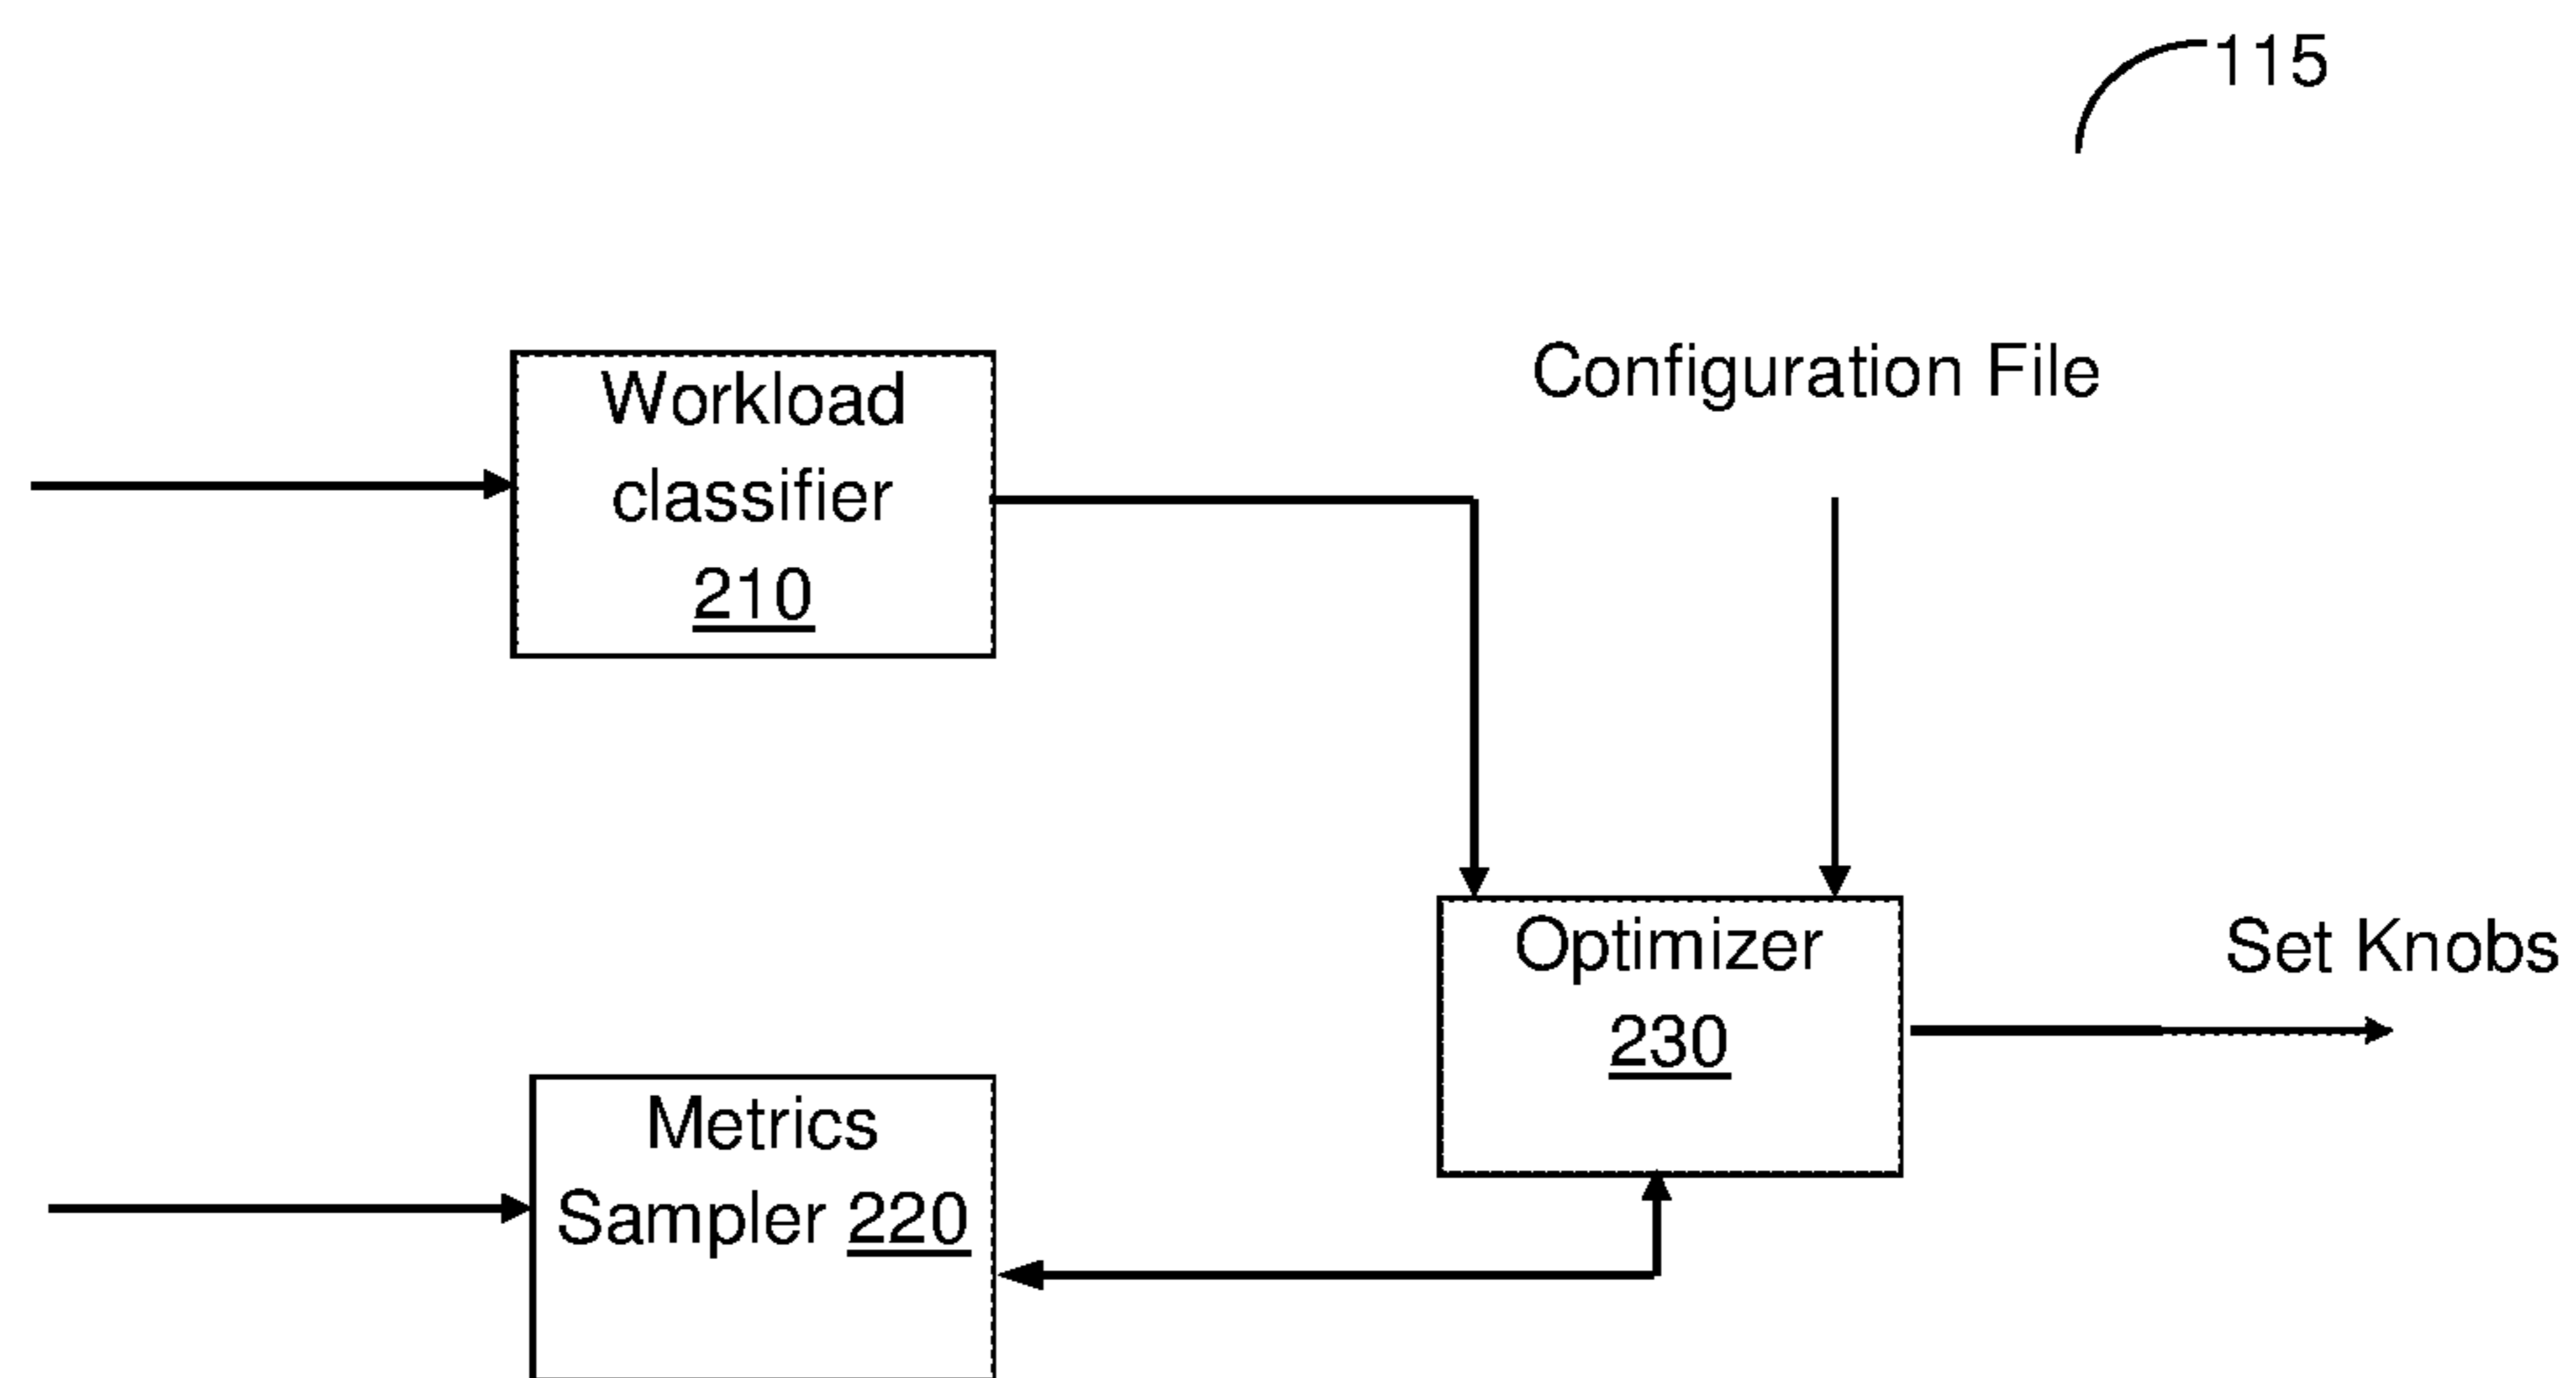 115
Configuration File
Workload
classifier
210
Optimizer
230
Set Knobs
Metrics
Sampler 220